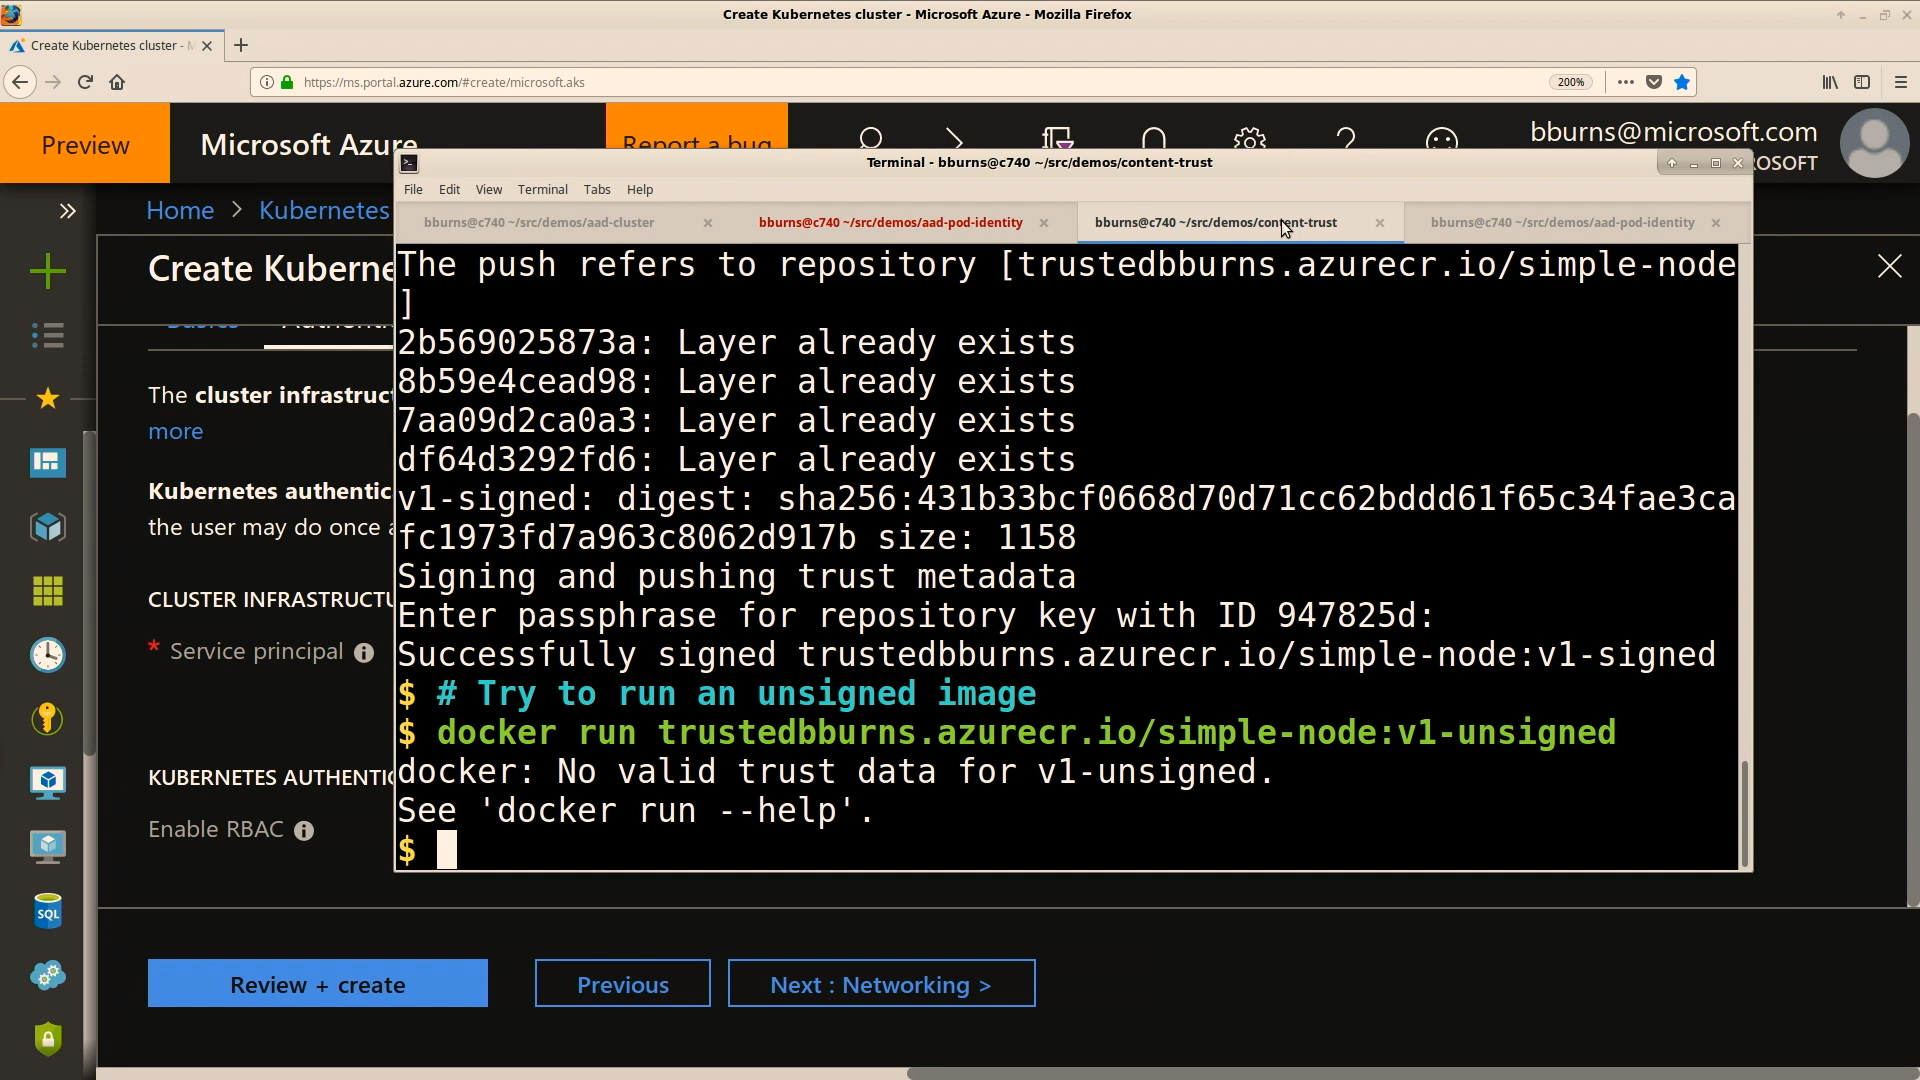 Create Kubernetes cluster - Microsoft Azure - Mozilla Firefox
Create Kubernetes cluster -
https://ms.portal.azure.com/#create/microsoft.aks
200%
Preview
Microsoft Azure
Report a bug
bburns@microsoft.com
Terminal - bburns@c740 ~/src/demos/content-trust
File Edit View Terminal Tabs Help
bburns@c740 ~/src/demos/aad-cluster
bburns@c740 ~/src/demos/aad-pod-identity
bburns@c740 ~/src/demos/content-trust
bburns@c740 ~/src/demos/aad-pod-identity
Home > Kubernetes
Create Kuberne
Basics
The cluster infrastruc
more
Kubernetes authentic
the user may do once a
CLUSTER INFRASTRUCTU
* Service principal
KUBERNETES AUTHENTIC
Enable RBAC
The push refers to repository [trustedbburns.azurecr.io/simple-node
]
2b569025873a: Layer already exists
8b59e4cead98: Layer already exists
7aa09d2ca0a3: Layer already exists
df64d3292fd6: Layer already exists
v1-signed: digest: sha256:431b33bcf0668d70d71cc62bddd61f65c34fae3ca
fc1973fd7a963c8062d917b size: 1158
Signing and pushing trust metadata
Enter passphrase for repository key with ID 947825d:
Successfully signed trustedbburns.azurecr.io/simple-node:v1-signed
$ # Try to run an unsigned image
$ docker run trustedbburns.azurecr.io/simple-node:v1-unsigned
docker: No valid trust data for v1-unsigned.
See 'docker run --help'.
$
SQL
Review + create
Previous
Next : Networking >